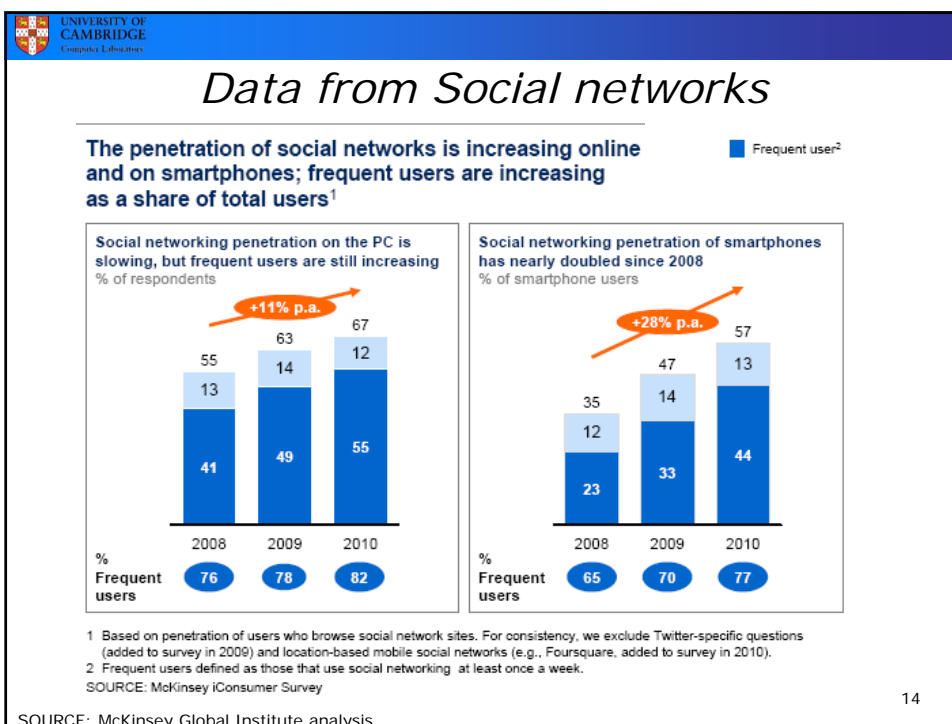 UNIVERSITY OF
CAMBRIDGE
Computer Laboratory
Data from Social networks
The penetration of social networks is increasing online
and on smartphones; frequent users are increasing
as a share of total users1
Frequent user2
Social networking penetration on the PC is
slowing, but frequent users are still increasing
% of respondents
+11% p.a.
55
63
67
13
14
12
41
49
55
2008
2009
2010
%
Frequent
users
76
78
82
Social networking penetration of smartphones
has nearly doubled since 2008
% of smartphone users
+28% p.a.
35
47
57
12
14
13
23
33
44
2008
2009
2010
%
Frequent
users
65
70
77
1 Based on penetration of users who browse social network sites. For consistency, we exclude Twitter-specific questions
(added to survey in 2009) and location-based mobile social networks (e.g., Foursquare, added to survey in 2010).
2 Frequent users defined as those that use social networking at least once a week.
SOURCE: McKinsey iConsumer Survey
14
SOURCE: McKinsey Global Institute analysis